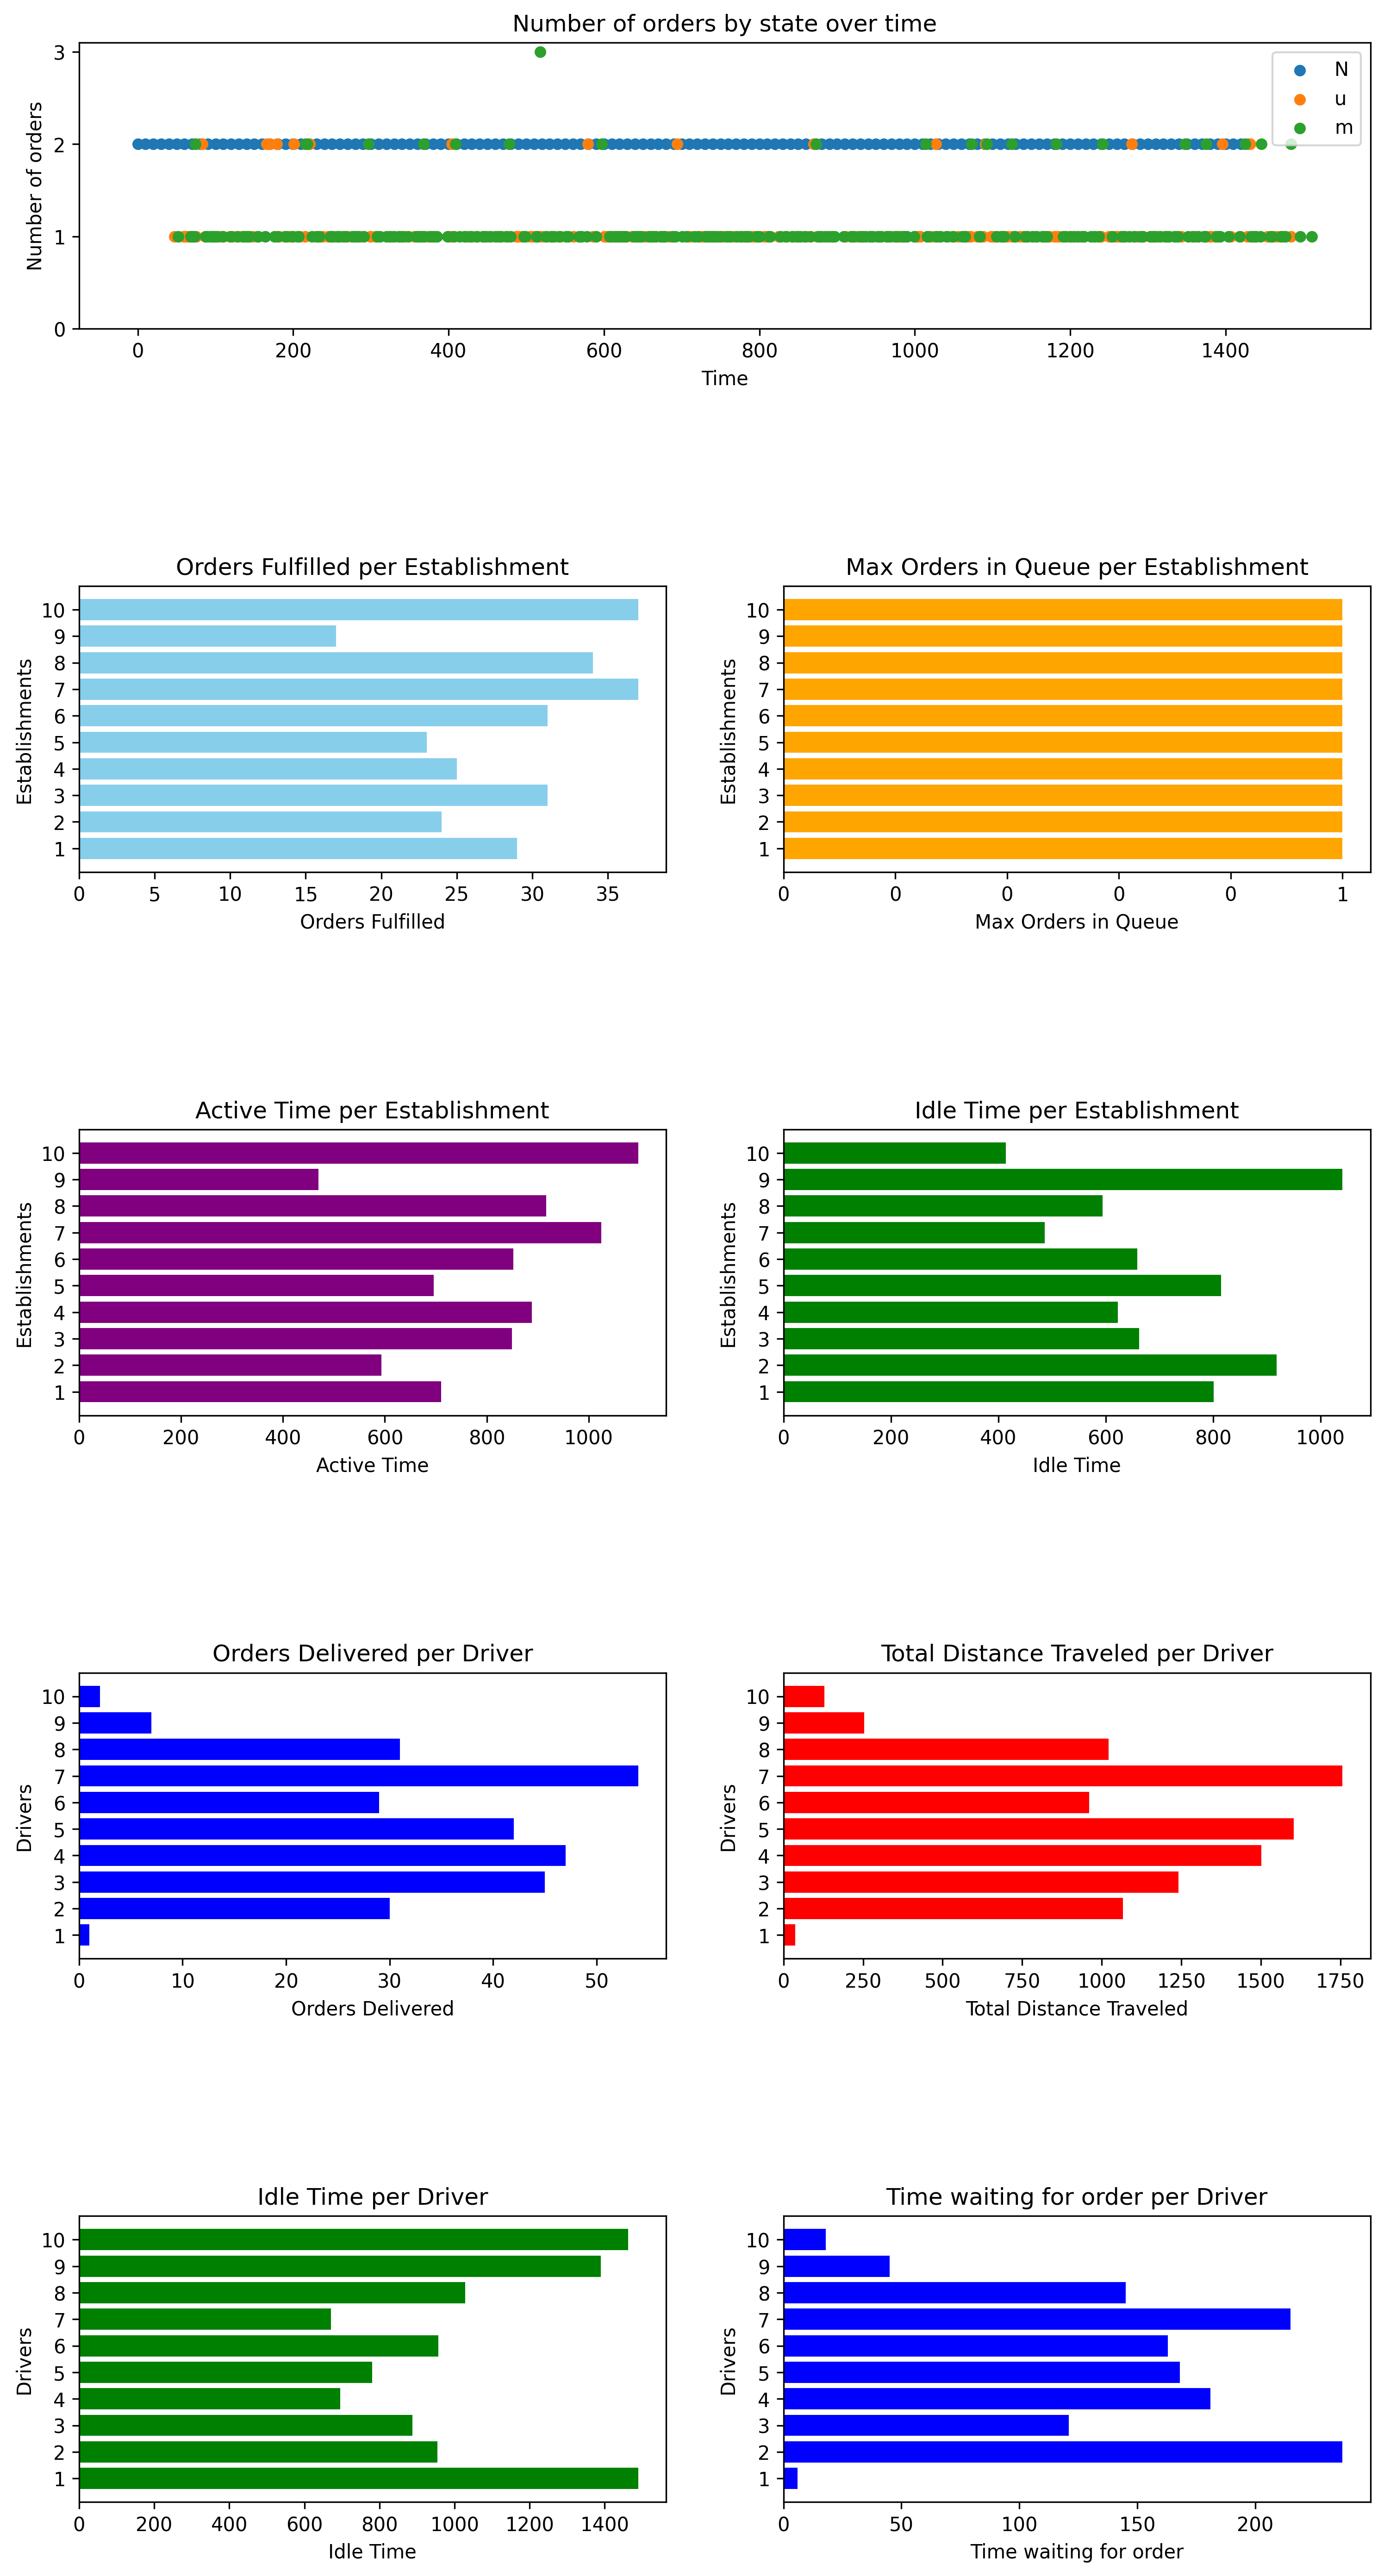 Number of orders by state over time
3
2
1
0
Number of orders
N
u
m
0 200 400 600 800 1000 1200 1400
Time
Orders Fulfilled per Establishment
10
9
8
7
6
5
4
3
2
1
Establishments
0 5 10 15 20 25 30 35
Orders Fulfilled
Max Orders in Queue per Establishment
10
9
8
7
6
5
4
3
2
1
Establishments
0 0 0 0 0 1
Max Orders in Queue
Active Time per Establishment
10
9
8
7
6
5
4
3
2
1
Establishments
0 200 400 600 800 1000
Active Time
Idle Time per Establishment
10
9
8
7
6
5
4
3
2
1
Establishments
0 200 400 600 800 1000
Idle Time
Orders Delivered per Driver
10
9
8
7
6
5
4
3
2
1
Drivers
0 10 20 30 40 50
Orders Delivered
Total Distance Traveled per Driver
10
9
8
7
6
5
4
3
2
1
Drivers
0 250 500 750 1000 1250 1500 1750
Total Distance Traveled
Idle Time per Driver
10
9
8
7
6
5
4
3
2
1
Drivers
0 200 400 600 800 1000 1200 1400
Idle Time
Time waiting for order per Driver
10
9
8
7
6
5
4
3
2
1
Drivers
0 50 100 150 200
Time waiting for order